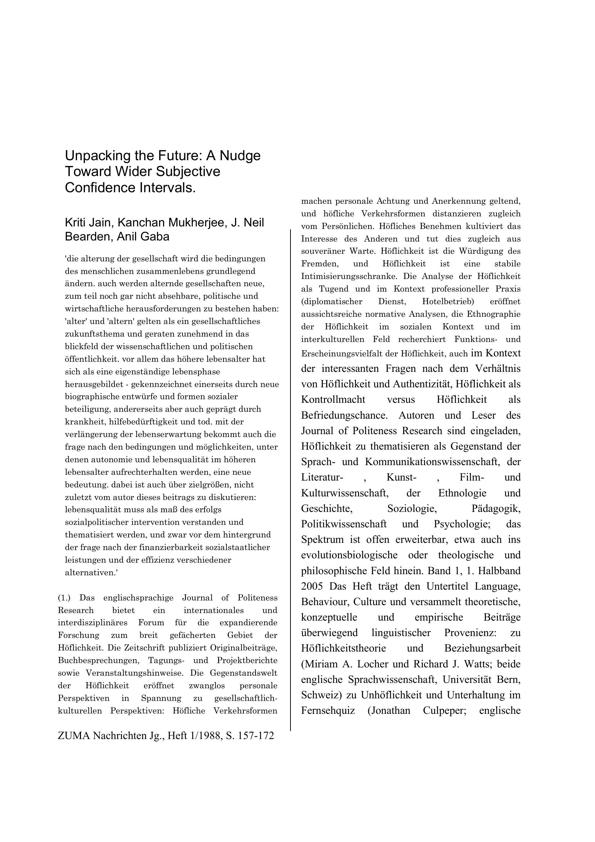 Unpacking the Future: A Nudge
Toward Wider Subjective
Confidence Intervals.
Kriti Jain, Kanchan Mukherjee, J. Neil
Bearden, Anil Gaba
'die alterung der gesellschaft wird die bedingungen
des menschlichen zusammenlebens grundlegend
ändern. auch werden alternde gesellschaften neue,
zum teil noch gar nicht absehbare, politische und
wirtschaftliche herausforderungen zu bestehen haben:
'alter' und 'altern' gelten als ein gesellschaftliches
zukunftsthema und geraten zunehmend in das
blickfeld der wissenschaftlichen und politischen
öffentlichkeit. vor allem das höhere lebensalter hat
sich als eine eigenständige lebensphase
herausgebildet - gekennzeichnet einerseits durch neue
biographische entwürfe und formen sozialer
beteiligung, andererseits aber auch geprägt durch
krankheit, hilfebedürftigkeit und tod. mit der
verlängerung der lebenserwartung bekommt auch die
frage nach den bedingungen und möglichkeiten, unter
denen autonomie und lebensqualität im höheren
lebensalter aufrechterhalten werden, eine neue
bedeutung. dabei ist auch über zielgrößen, nicht
zuletzt vom autor dieses beitrags zu diskutieren:
lebensqualität muss als maß des erfolgs
sozialpolitischer intervention verstanden und
thematisiert werden, und zwar vor dem hintergrund
der frage nach der finanzierbarkeit sozialstaatlicher
leistungen und der effizienz verschiedener
alternativen.'
(1.) Das englischsprachige Journal of Politeness
Research bietet ein internationales und
interdisziplinäres Forum für die expandierende
Forschung zum breit gefächerten Gebiet der
Höflichkeit. Die Zeitschrift publiziert Originalbeiträge,
Buchbesprechungen, Tagungs- und Projektberichte
sowie Veranstaltungshinweise. Die Gegenstandswelt
der Höflichkeit eröffnet zwanglos personale
Perspektiven in Spannung zu gesellschaftlich-
kulturellen Perspektiven: Höfliche Verkehrsformen
machen personale Achtung und Anerkennung geltend,
und höfliche Verkehrsformen distanzieren zugleich
vom Persönlichen. Höfliches Benehmen kultiviert das
Interesse des Anderen und tut dies zugleich aus
souveräner Warte. Höflichkeit ist die Würdigung des
Fremden, und Höflichkeit ist eine stabile
Intimisierungsschranke. Die Analyse der Höflichkeit
als Tugend und im Kontext professioneller Praxis
(diplomatischer Dienst, Hotelbetrieb) eröffnet
aussichtsreiche normative Analysen, die Ethnographie
der Höflichkeit im sozialen Kontext und im
interkulturellen Feld recherchiert Funktions- und
Erscheinungsvielfalt der Höflichkeit, auch im Kontext
der interessanten Fragen nach dem Verhältnis
von Höflichkeit und Authentizität, Höflichkeit als
Kontrollmacht versus Höflichkeit als
Befriedungschance. Autoren und Leser des
Journal of Politeness Research sind eingeladen,
Höflichkeit zu thematisieren als Gegenstand der
Sprach- und Kommunikationswissenschaft, der
Literatur- , Kunst- , Film- und
Kulturwissenschaft, der Ethnologie und
Geschichte, Soziologie, Pädagogik,
Politikwissenschaft und Psychologie; das
Spektrum ist offen erweiterbar, etwa auch ins
evolutionsbiologische oder theologische und
philosophische Feld hinein. Band 1, 1. Halbband
2005 Das Heft trägt den Untertitel Language,
Behaviour, Culture und versammelt theoretische,
konzeptuelle und empirische Beiträge
überwiegend linguistischer Provenienz: zu
Höflichkeitstheorie und Beziehungsarbeit
(Miriam A. Locher und Richard J. Watts; beide
englische Sprachwissenschaft, Universität Bern,
Schweiz) zu Unhöflichkeit und Unterhaltung im
Fernsehquiz (Jonathan Culpeper; englische
ZUMA Nachrichten Jg., Heft 1/1988, S. 157-172